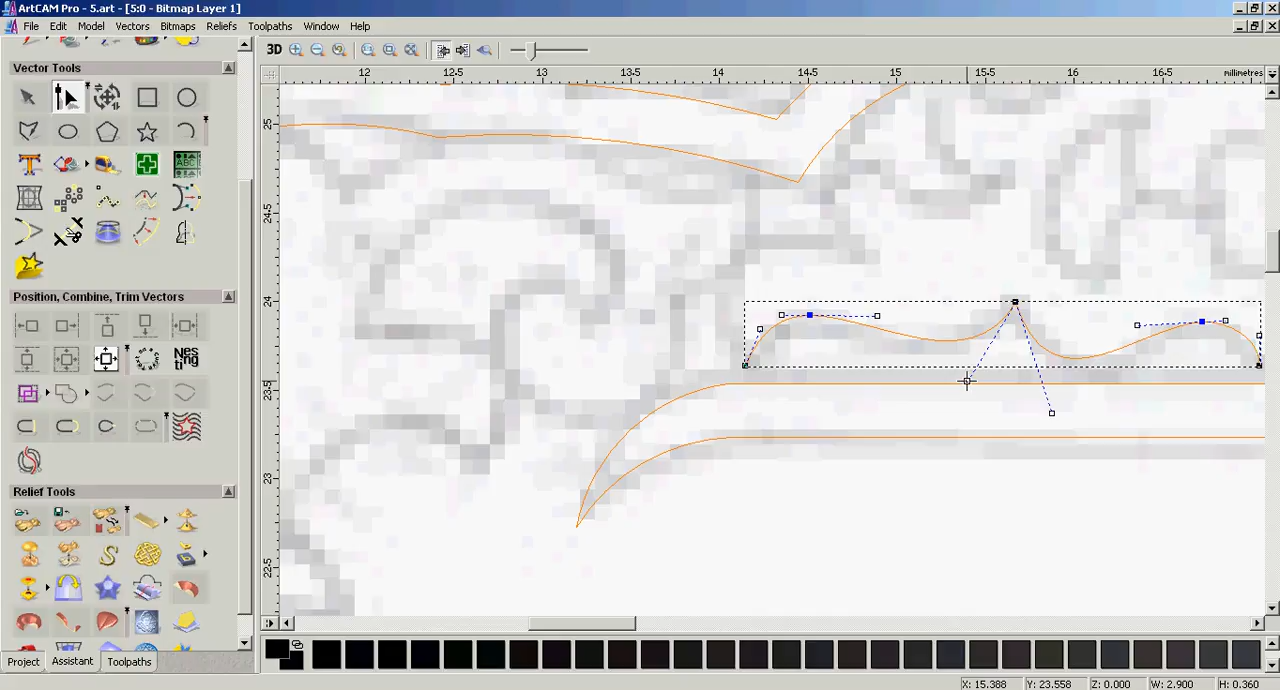 ArtCAM Pro - 5.art - [5:0 - Bitmap Layer 1]
File Edit Model Vectors Bitmaps Reliefs Toolpaths Window Help
3D
Vector Tools
12 12.5 13 13.5 14 14.5 15 15.5 16 16.5 millimetres
25
T
ABC
24.5
Position, Combine, Trim Vectors
24
Nes
ting
23.5
23
Relief Tools
22.5
Project Assistant Toolpaths
X: 15.388 Y: 23.558 Z: 0.000 W: 2.900 H: 0.360